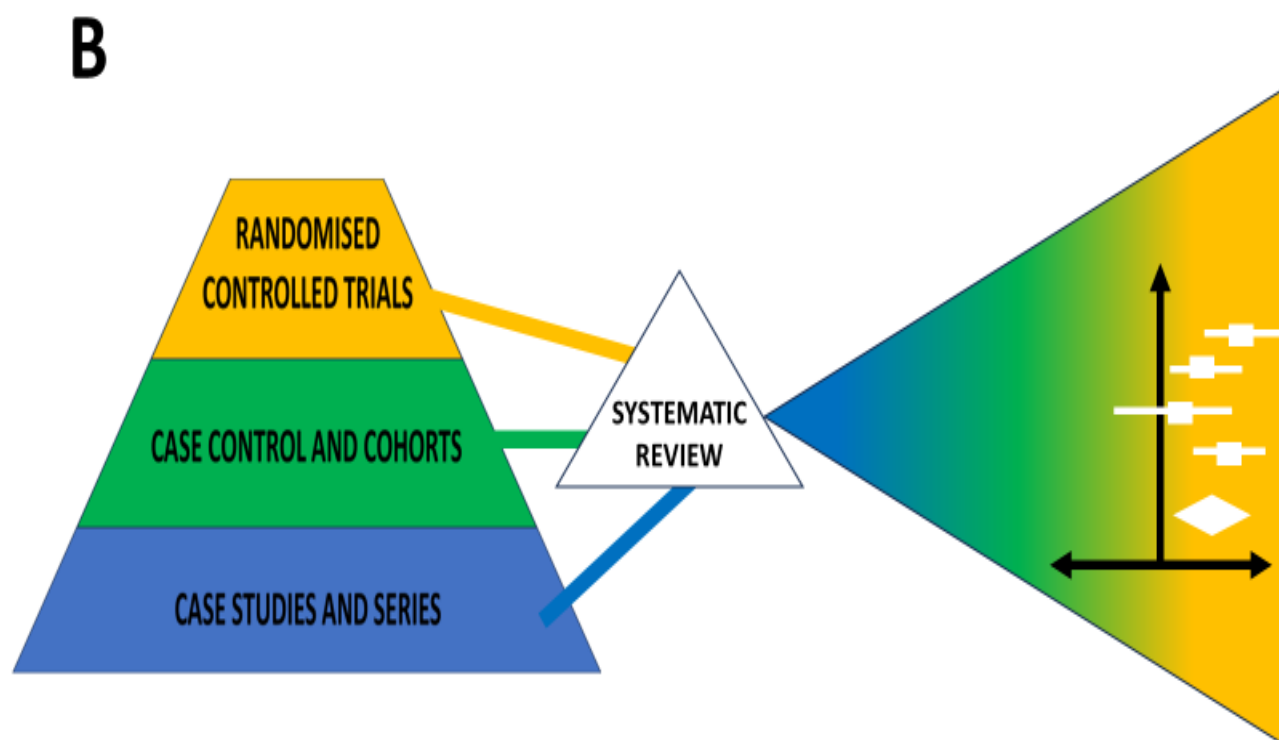 B
RANDOMISED
CONTROLLED TRIALS
CASE CONTROL AND COHORTS
CASE STUDIES AND SERIES
SYSTEMATIC
REVIEW